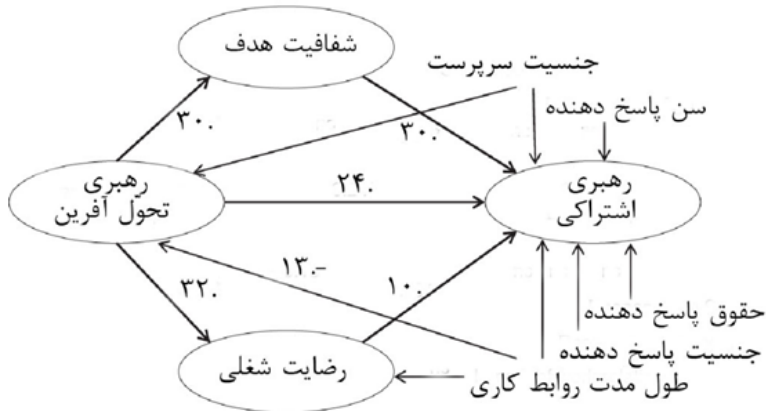 شفافیت هدف
جنسیت سرپرست
سن پاسخ دهنده
۳۰.
۳۰.
رهبری
تحوّل آفرین
۲۴.
رهبری
اشتراکی
۱۳.-
۳۲.
۱۰.
حقوق پاسخ دهنده
جنسیت پاسخ دهنده
رضایت شغلی
طول مدت روابط کاری